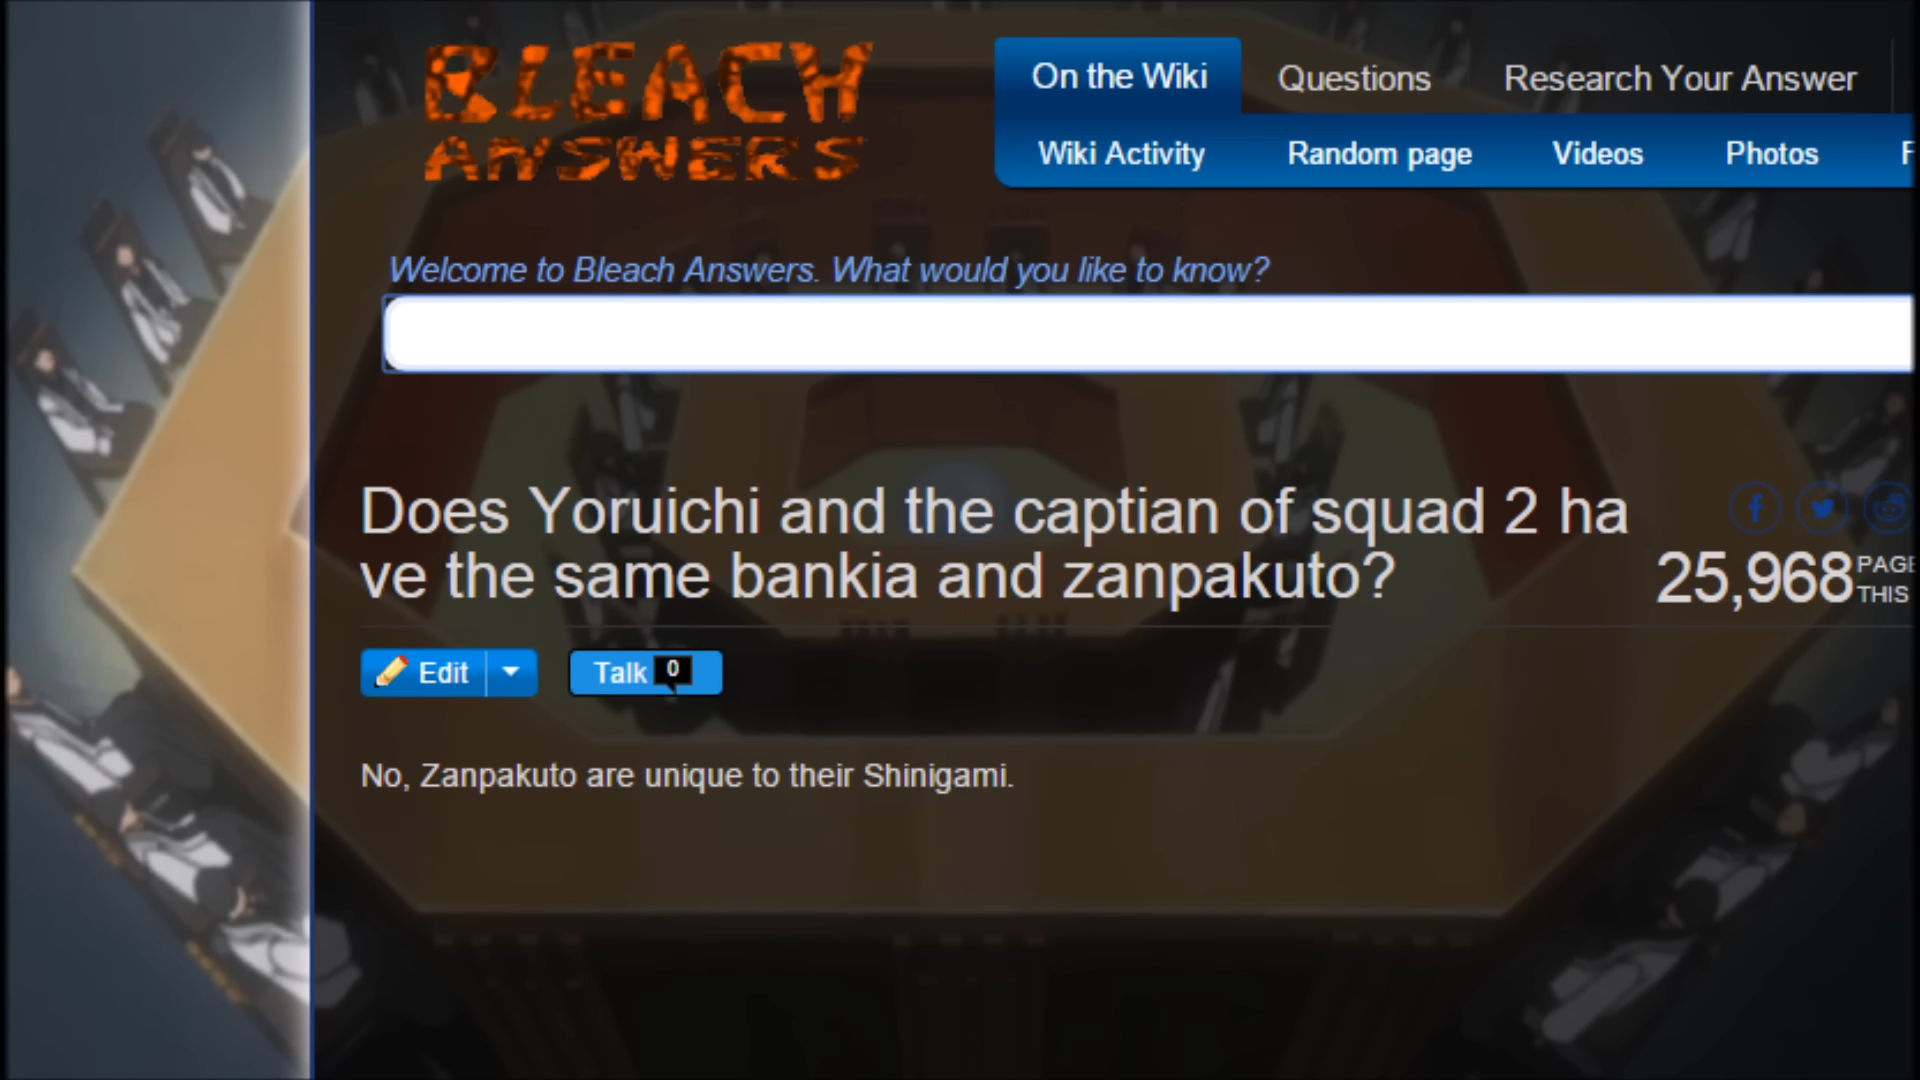 BLEACH
ANSWERS
On the Wiki
Questions
Research Your Answer
Wiki Activity
Random page
Videos
Photos
Welcome to Bleach Answers. What would you like to know?
Does Yoruichi and the captian of squad 2 ha
ve the same bankia and zanpakuto?
25,968
PAGE
THIS
Edit
Talk 0
No, Zanpakuto are unique to their Shinigami.